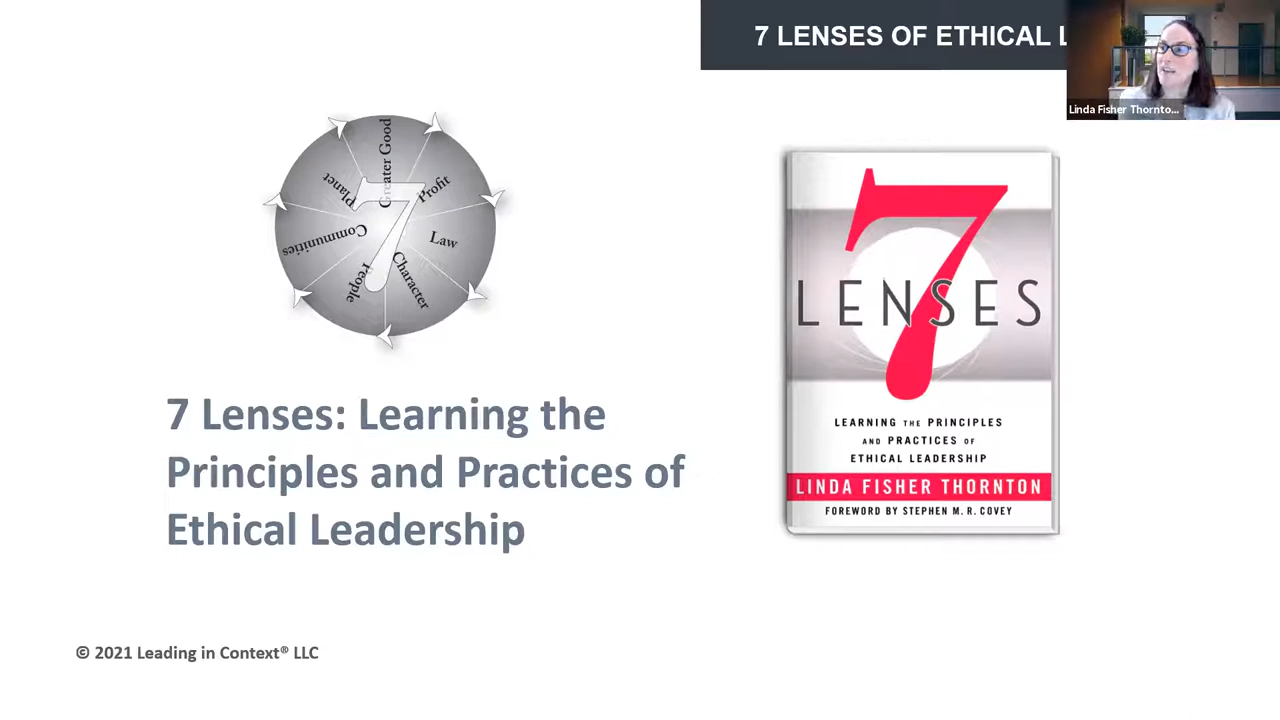 7 LENSES OF ETHICAL L
Linda Fisher Thornto...
Greater Good
Profit
Law
Character
People
Communities
Planet
7
7
LENSES
LEARNING THE PRINCIPLES
AND PRACTICES OF
ETHICAL LEADERSHIP
LINDA FISHER THORNTON
FOREWORD BY STEPHEN M. R. COVEY
7 Lenses: Learning the
Principles and Practices of
Ethical Leadership
© 2021 Leading in Context® LLC